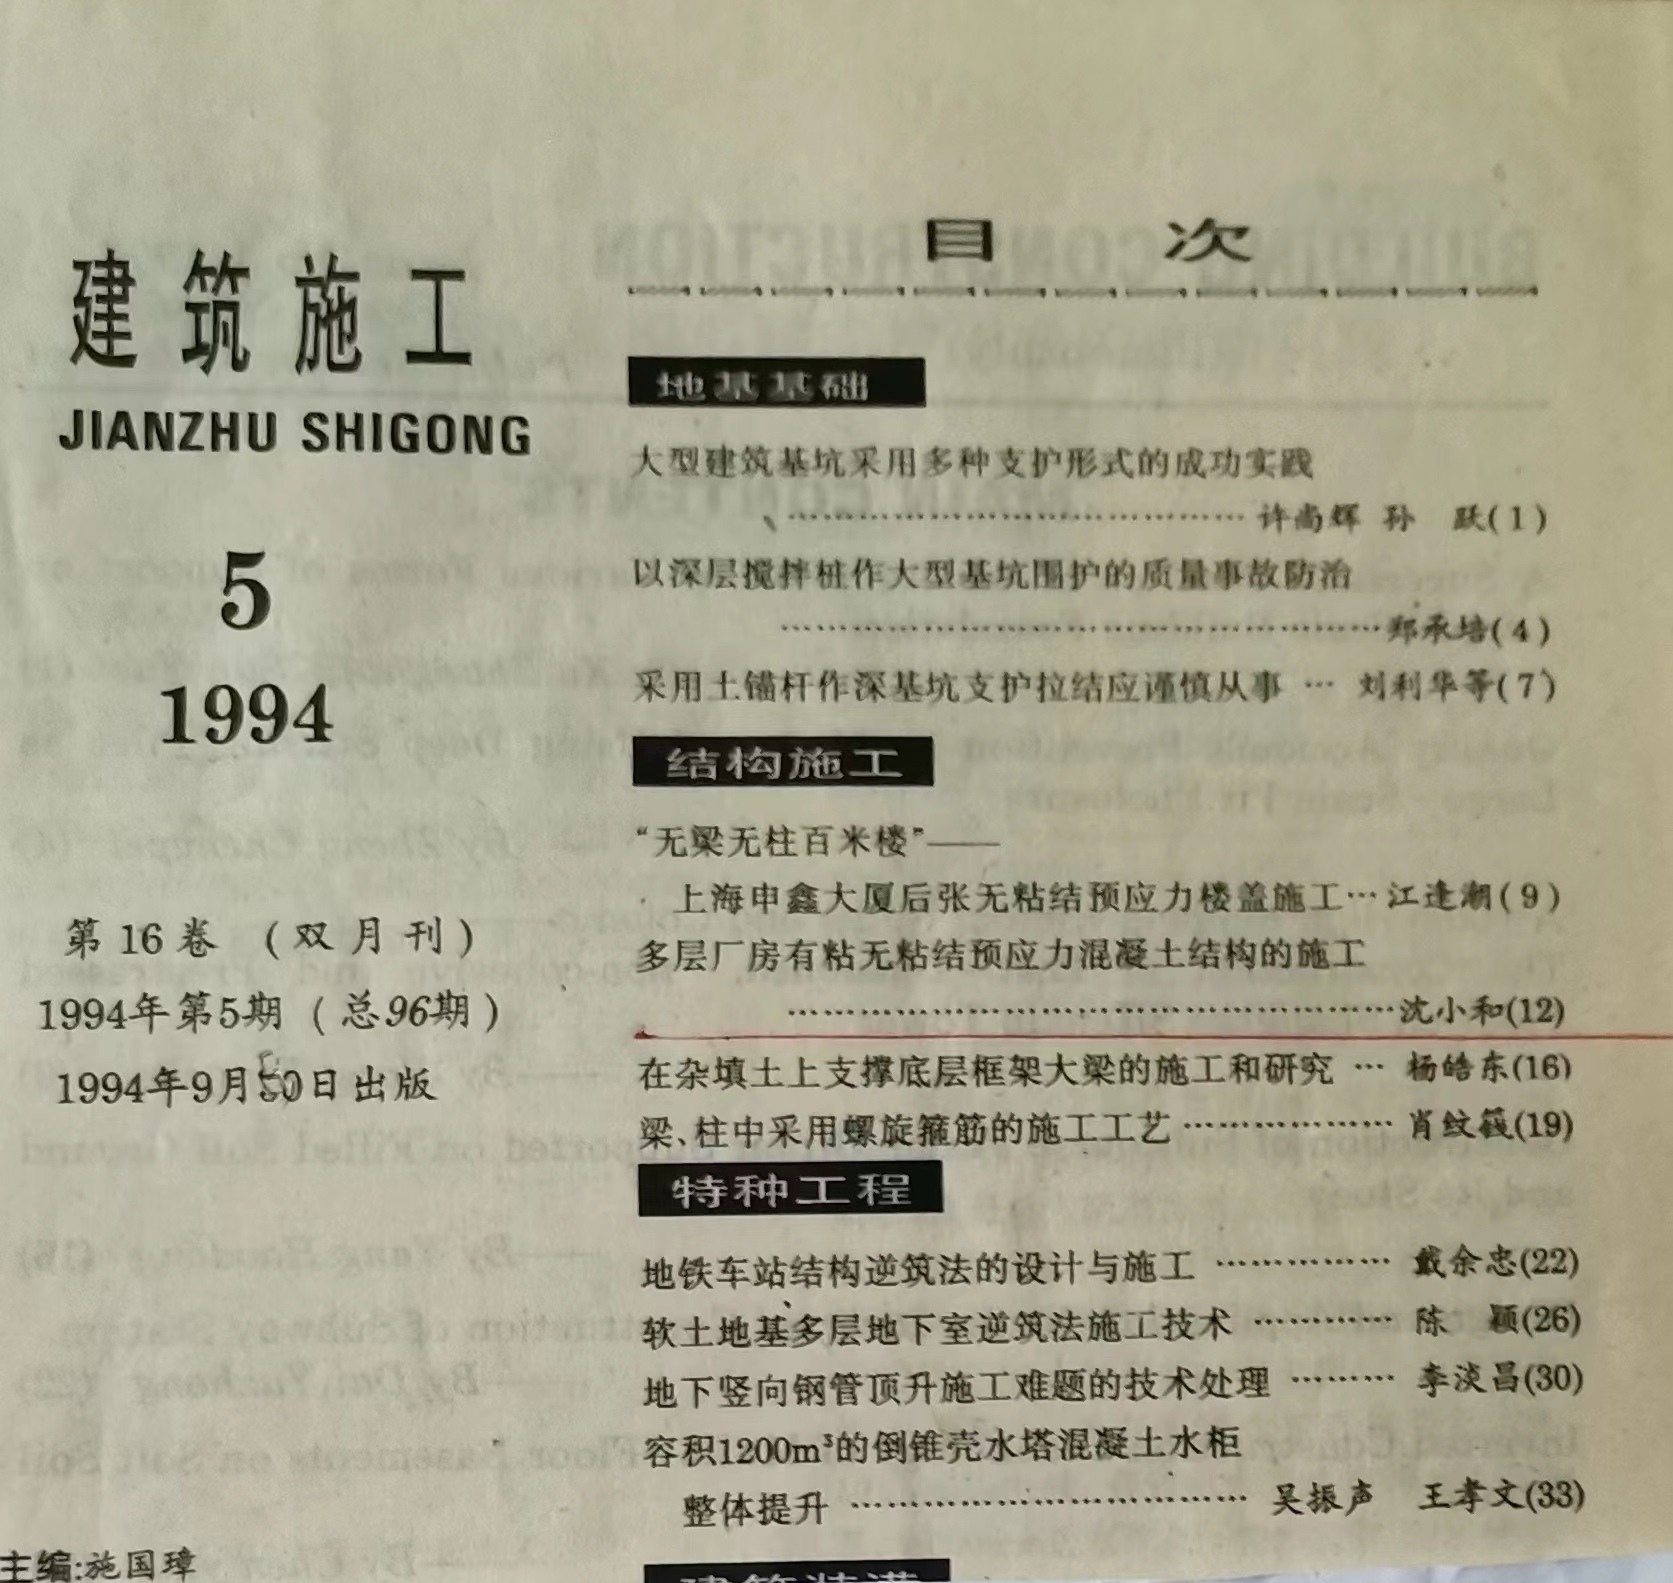 建筑施工
JIANZHU SHIGONG
5
1994
第16卷 (双月刊)
1994年第5期 (总96期)
1994年9月30日出版
主编:施国璋
目 次
地基基础
大型建筑基坑采用多种支护形式的成功实践
……………………………… 许尚辉 孙 跃(1)
以深层搅拌桩作大型基坑围护的质量事故防治
………………………………………郑承培(4)
采用土锚杆作深基坑支护拉结应谨慎从事 … 刘利华等(7)
结构施工
“无梁无柱百米楼”——
上海申鑫大厦后张无粘结预应力楼盖施工…江逢潮(9)
多层厂房有粘无粘结预应力混凝土结构的施工
………………………………………沈小和(12)
在杂填土上支撑底层框架大梁的施工和研究 … 杨皓东(16)
梁、柱中采用螺旋箍筋的施工工艺 ……………… 肖纹(19)
特种工程
地铁车站结构逆筑法的设计与施工 …………… 戴余忠(22)
软土地基多层地下室逆筑法施工技术 ………… 陈 颖(26)
地下竖向钢管顶升施工难题的技术处理 ……… 李淡昌(30)
容积1200m³的倒锥壳水塔混凝土水柜
整体提升 ……………………………… 吴振声 王孝文(33)